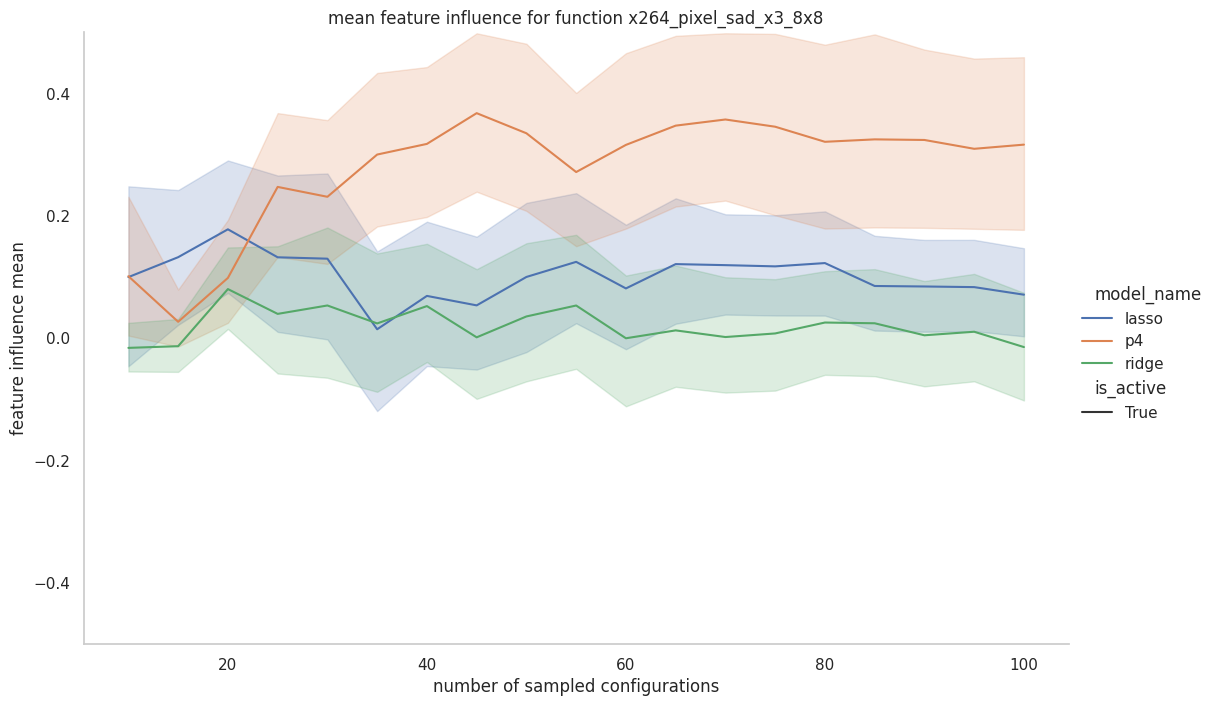 mean feature influence for function x264_pixel_sad_x3_8x8
feature influence mean
0.4
0.2
0.0
−0.2
−0.4
20
40
60
80
100
number of sampled configurations
model_name
lasso
p4
ridge
is_active
True